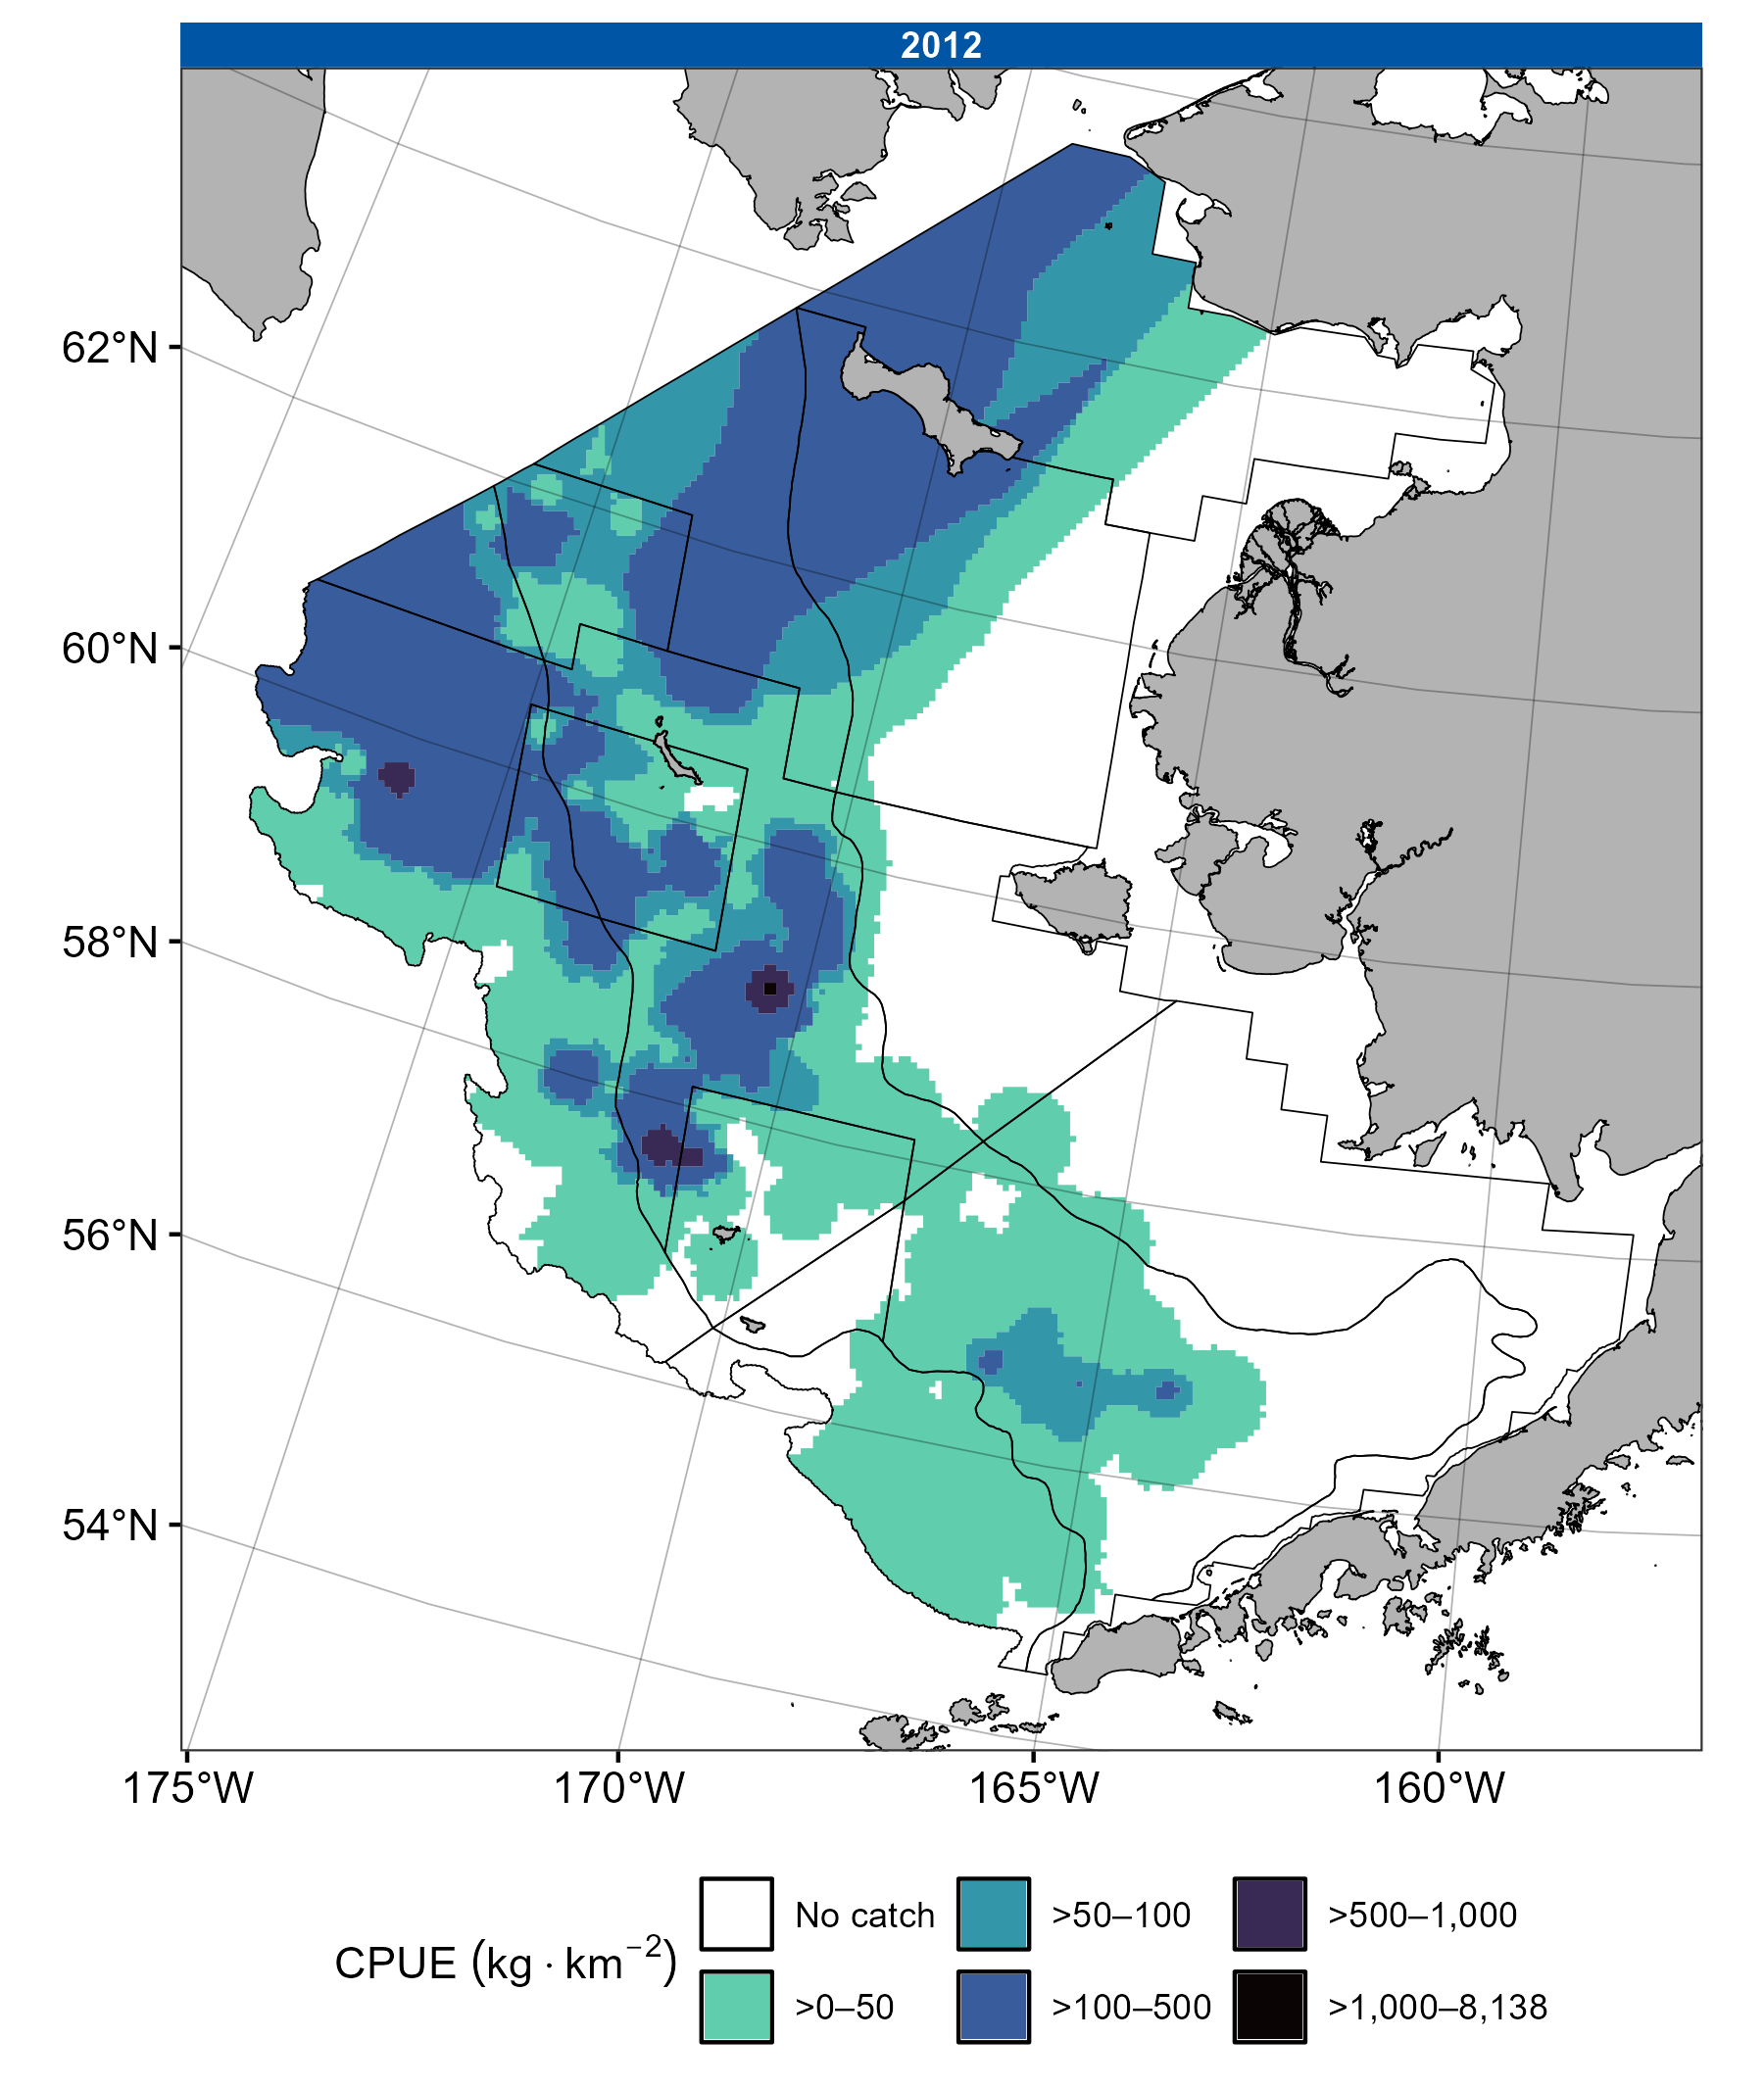 2012
62°N
60°N
58°N
56°N
54°N
175°W 170°W 165°W 160°W
CPUE (kg · km⁻²)
No catch >50–100 >500–1,000
>0–50 >100–500 >1,000–8,138